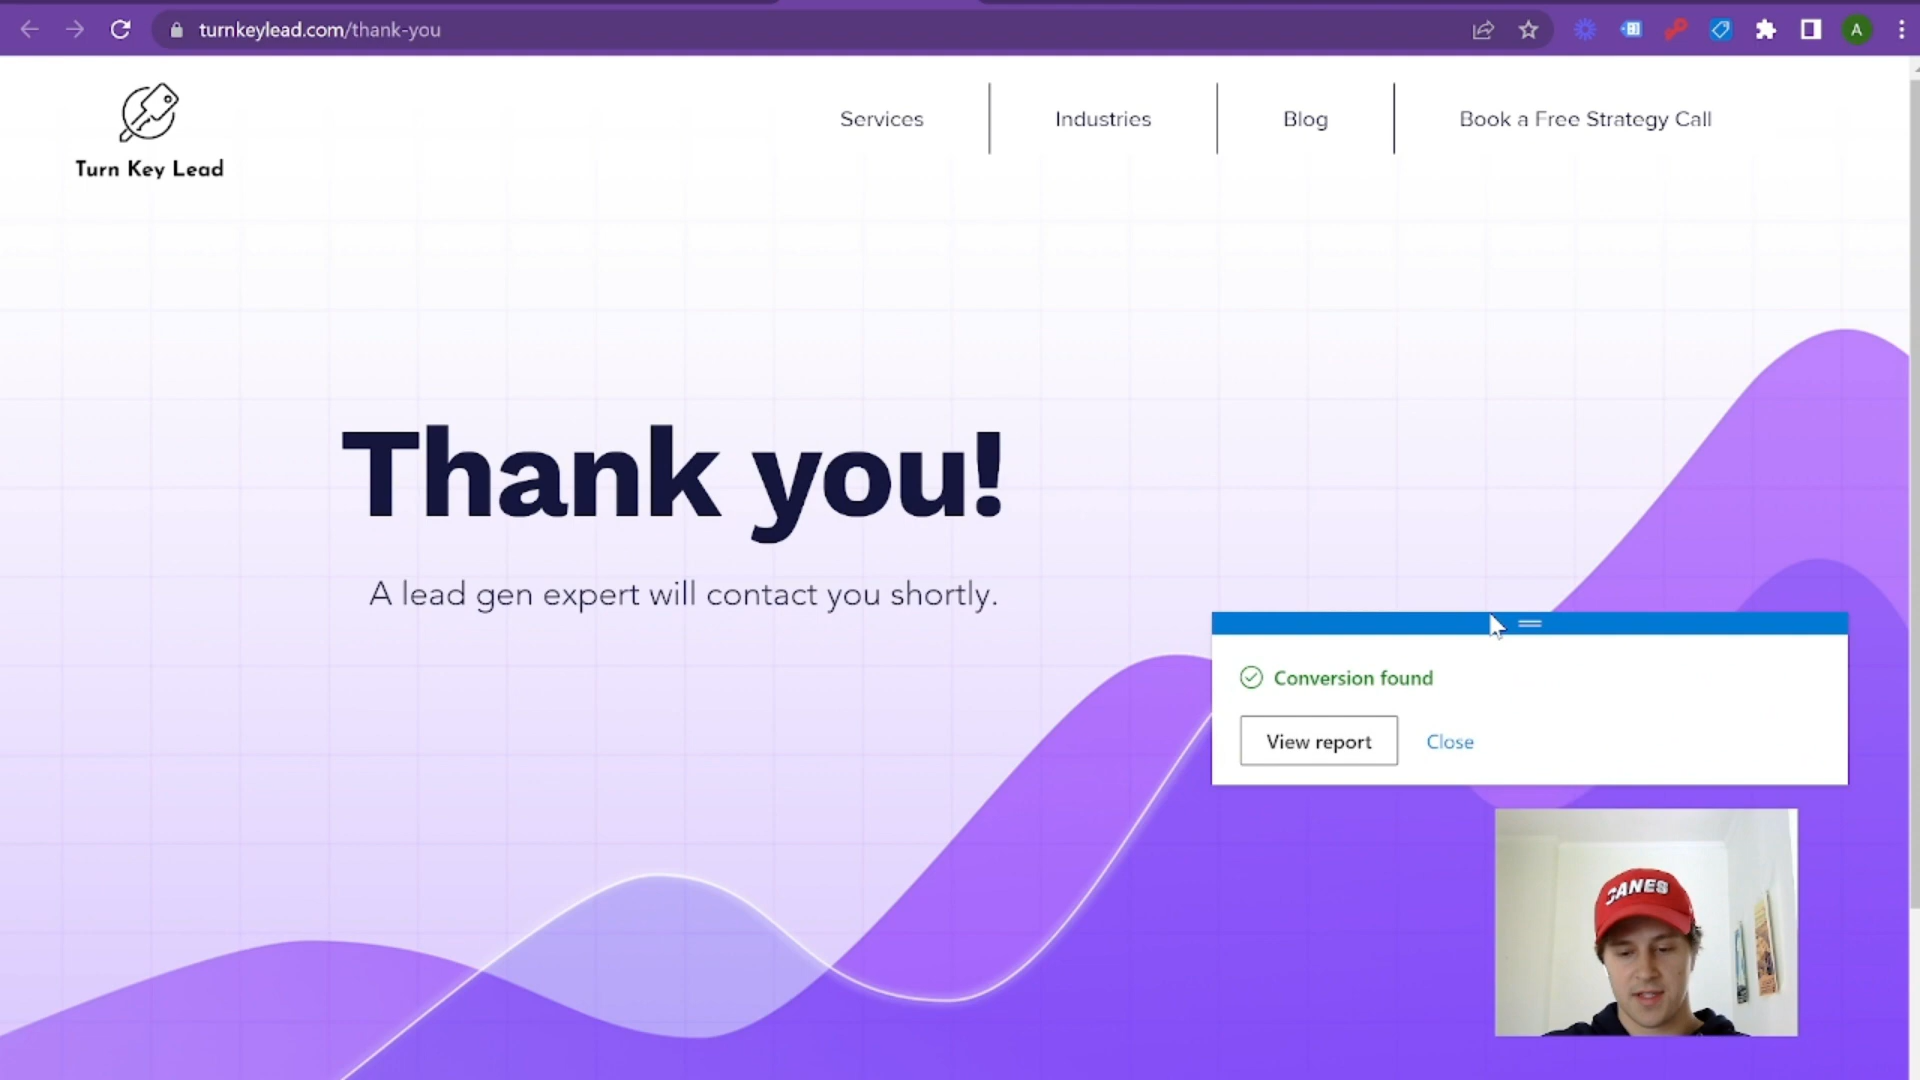 turnkeylead.com/thank-you
A
Turn Key Lead
Services
Industries
Blog
Book a Free Strategy Call
Thank you!
A lead gen expert will contact you shortly.
Conversion found
View report
Close
CANES